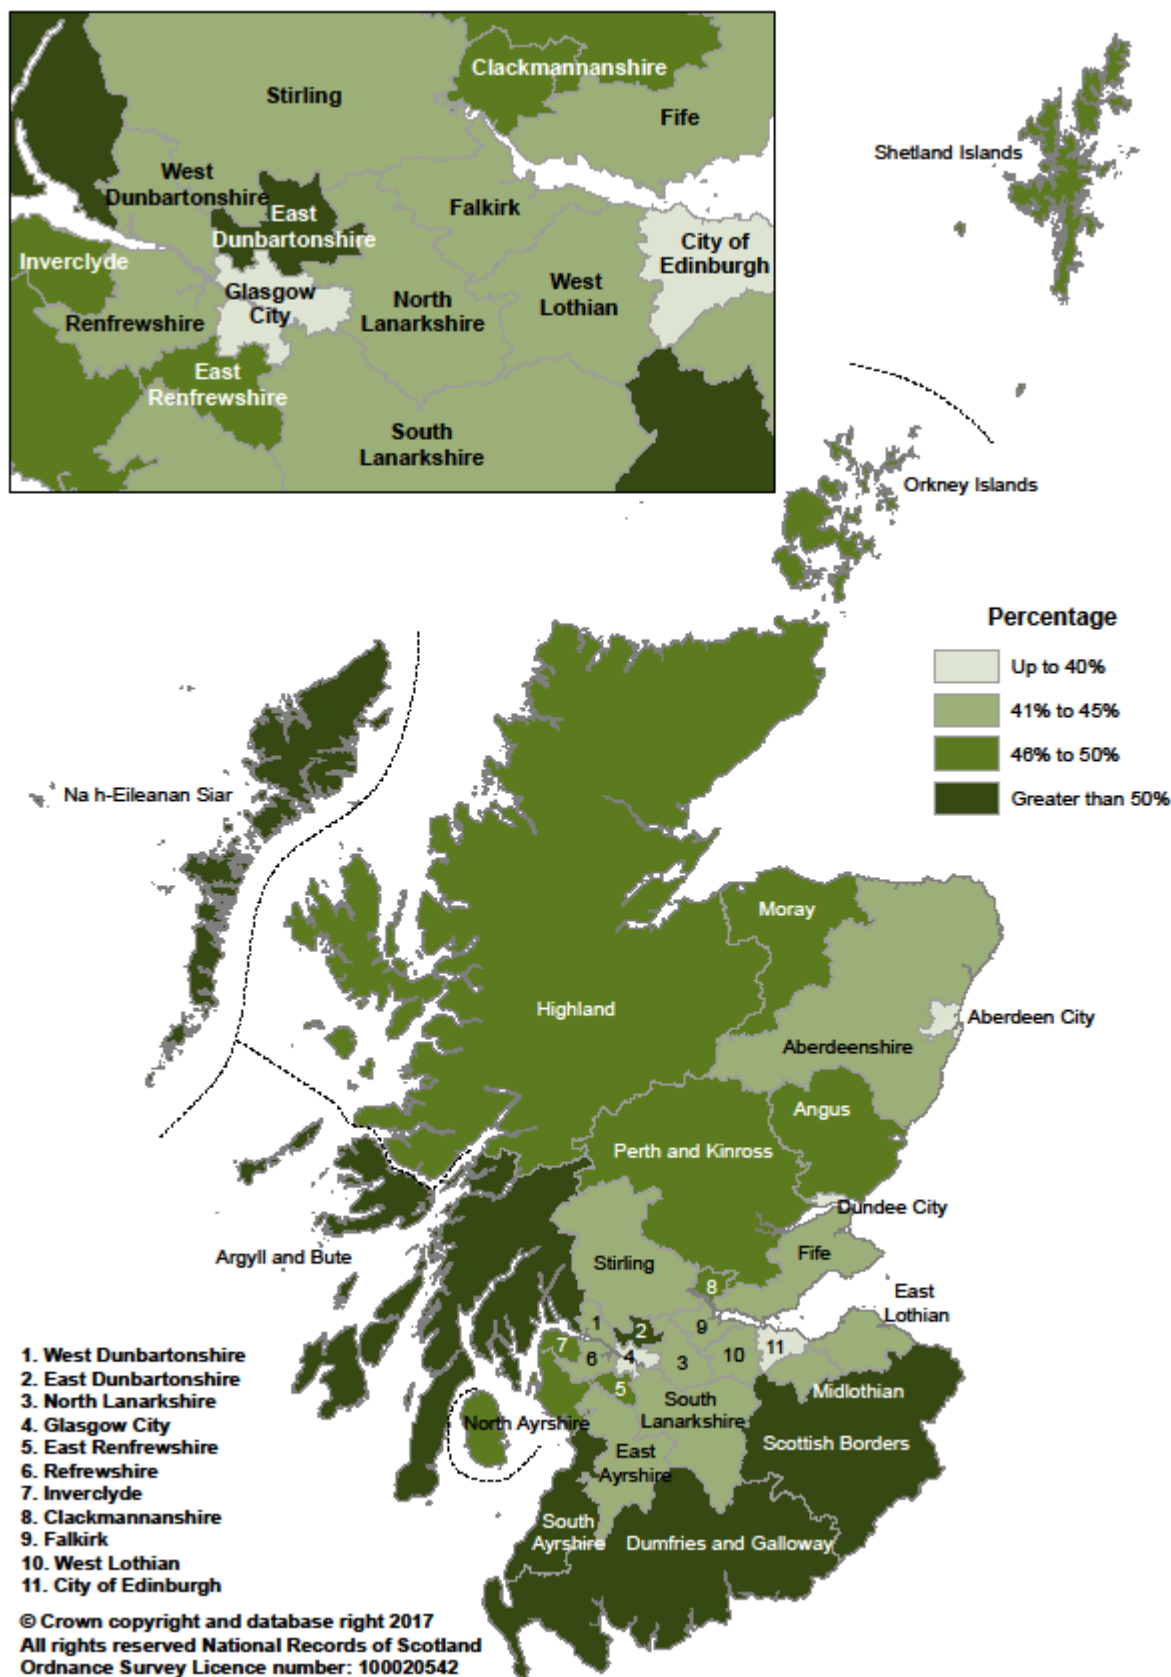 Stirling
Clackmannanshire
Fife
West
Dunbartonshire
East
Dunbartonshire
Falkirk
City of
Edinburgh
Inverclyde
Glasgow
City
Renfrewshire
North
Lanarkshire
West
Lothian
East
Renfrewshire
South
Lanarkshire
Shetland Islands
Orkney Islands
Percentage
Up to 40%
41% to 45%
46% to 50%
Greater than 50%
Na h-Eileanan Siar
Moray
Highland
Aberdeen City
Aberdeenshire
Angus
Perth and Kinross
Dundee City
Argyll and Bute
Stirling
Fife
8
East
Lothian
1
2
9
7
6
4
3
10
11
5
Midlothian
South
Lanarkshire
North Ayrshire
Scottish Borders
East
Ayrshire
South
Ayrshire
Dumfries and Galloway
1. West Dunbartonshire
2. East Dunbartonshire
3. North Lanarkshire
4. Glasgow City
5. East Renfrewshire
6. Refrewshire
7. Inverclyde
8. Clackmannanshire
9. Falkirk
10. West Lothian
11. City of Edinburgh
© Crown copyright and database right 2017
All rights reserved National Records of Scotland
Ordnance Survey Licence number: 100020542